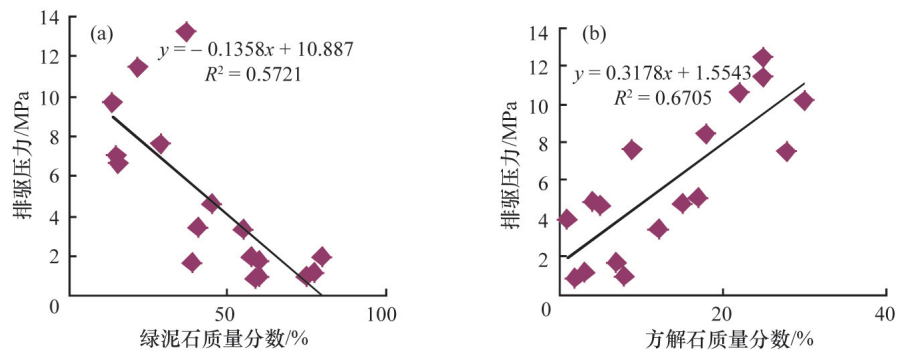 (a)
y = – 0.1358x + 10.887
R² = 0.5721
14
12
10
8
6
4
2
0
50
100
排驱压力/MPa
绿泥石质量分数/%
(b)
y = 0.3178x + 1.5543
R² = 0.6705
14
12
10
8
6
4
2
0
20
40
排驱压力/MPa
方解石质量分数/%